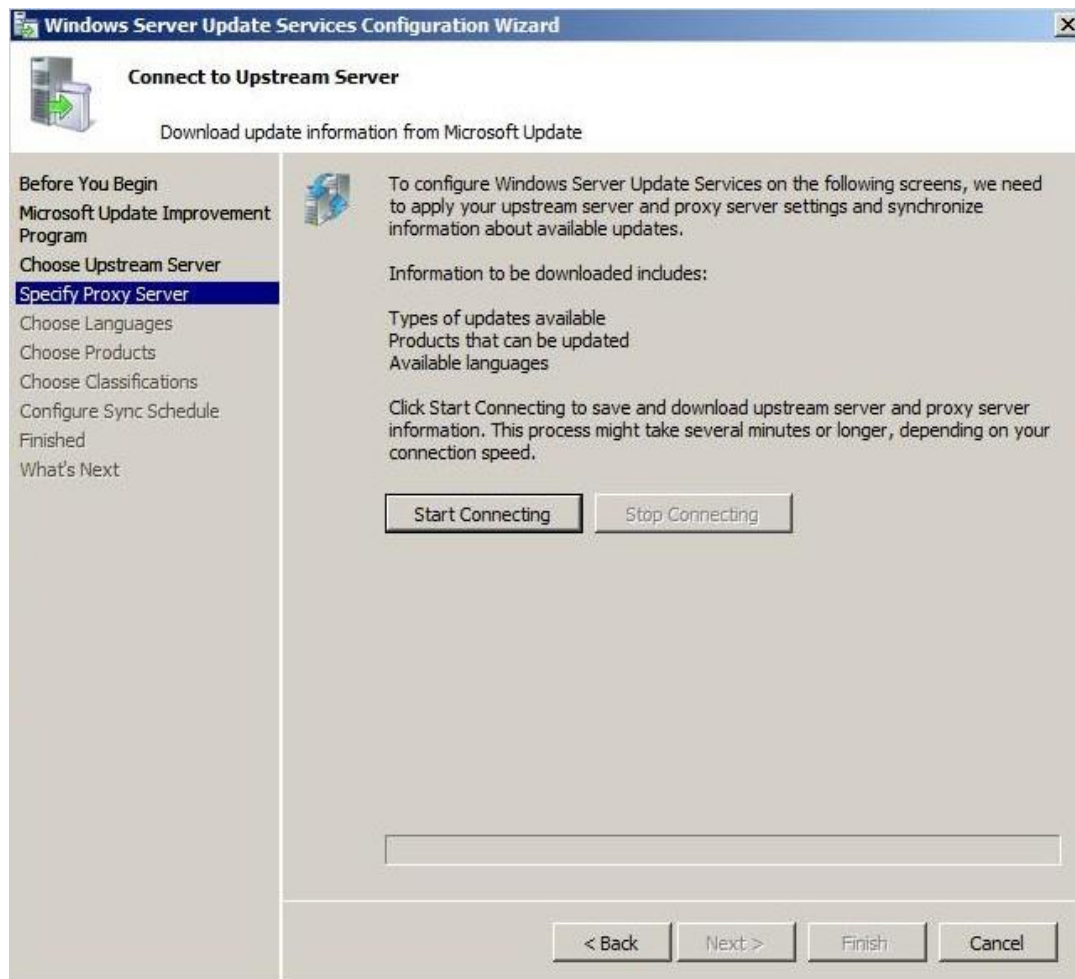 Windows Server Update Services Configuration Wizard
Connect to Upstream Server
Download update information from Microsoft Update
Before You Begin
Microsoft Update Improvement
Program
Choose Upstream Server
Specify Proxy Server
Choose Languages
Choose Products
Choose Classifications
Configure Sync Schedule
Finished
What's Next
To configure Windows Server Update Services on the following screens, we need
to apply your upstream server and proxy server settings and synchronize
information about available updates.
Information to be downloaded includes:
Types of updates available
Products that can be updated
Available languages
Click Start Connecting to save and download upstream server and proxy server
information. This process might take several minutes or longer, depending on your
connection speed.
Start Connecting
Stop Connecting
< Back
Next >
Finish
Cancel